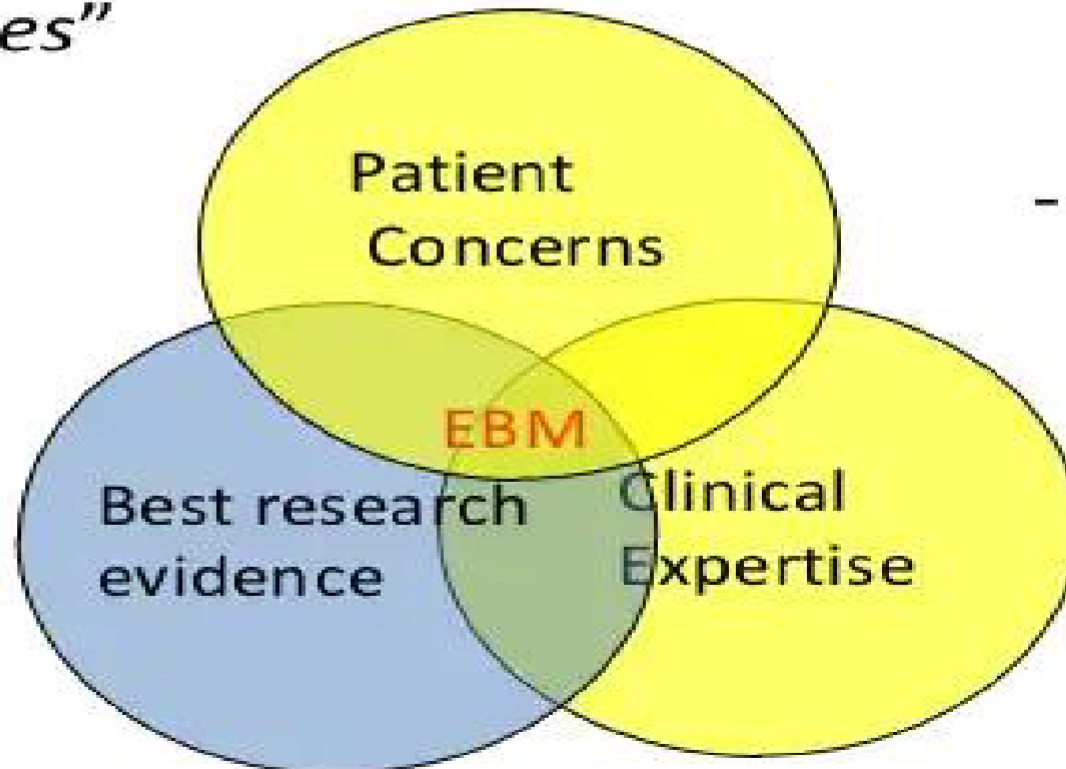 es”
Patient
Concerns
-
EBM
Best research
evidence
Clinical
Expertise